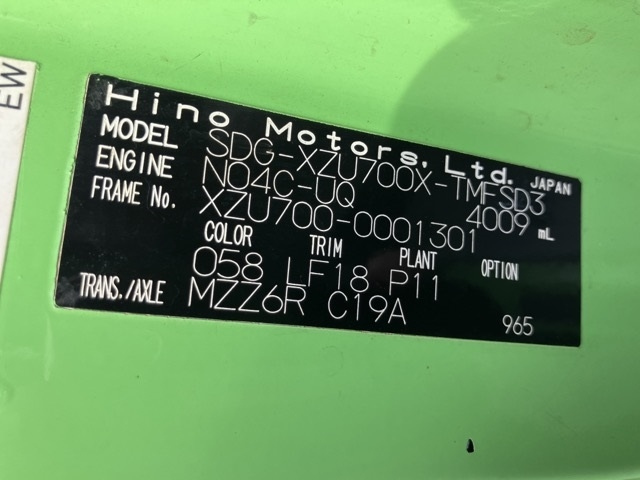 EW
Hino Motors, Ltd. JAPAN
MODEL SDG-XZU700X-TMFSD3
ENGINE N04C-UQ 4009 mL
FRAME No. XZU700-0001301
COLOR TRIM PLANT OPTION
058 LF18 P11
TRANS./AXLE MZZ6R C19A 965